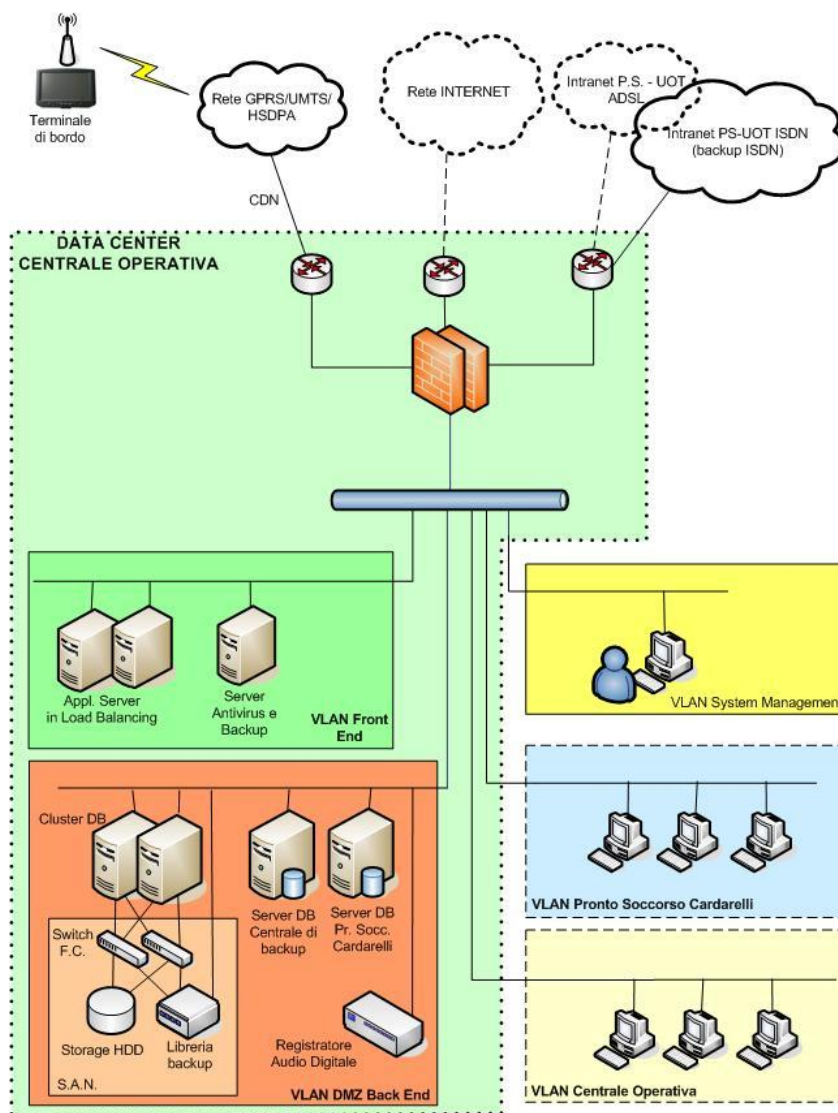 Terminale
di bordo
Rete GPRS/UMTS/
HSDPA
Rete INTERNET
Intranet P.S. - UOT
ADSL
Intranet PS-UOT ISDN
(backup ISDN)
CDN
DATA CENTER
CENTRALE OPERATIVA
Appl. Server
in Load Balancing
Server
Antivirus e
Backup
VLAN Front
End
VLAN System Management
Cluster DB
Server DB
Centrale di
backup
Server DB
Pr. Socc.
Cardarelli
VLAN Pronto Soccorso Cardarelli
Switch
F.C.
Storage HDD
Libreria
backup
S.A.N.
Registratore
Audio Digitale
VLAN DMZ Back End
VLAN Centrale Operativa